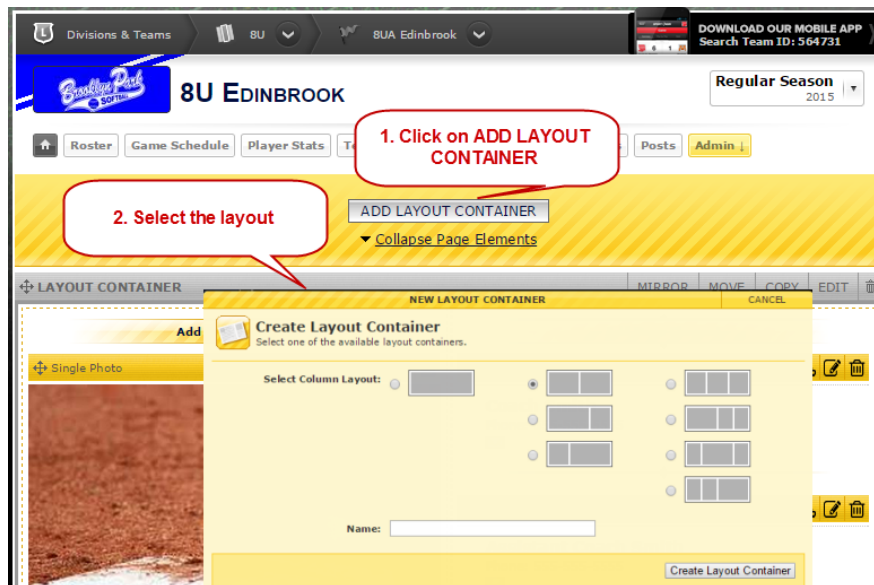 Divisions & Teams 8U 8UA Edinbrook DOWNLOAD OUR MOBILE APP
Search Team ID: 564731
Brooklyn Park
SOFTBALL
8U EDINBROOK
Regular Season
2015
Roster Game Schedule Player Stats Posts Admin ↓
1. Click on ADD LAYOUT
CONTAINER
2. Select the layout
ADD LAYOUT CONTAINER
Collapse Page Elements
LAYOUT CONTAINER MIRROR MOVE COPY EDIT
NEW LAYOUT CONTAINER CANCEL
Add
Create Layout Container
Select one of the available layout containers.
Single Photo
Select Column Layout:
Name:
Create Layout Container